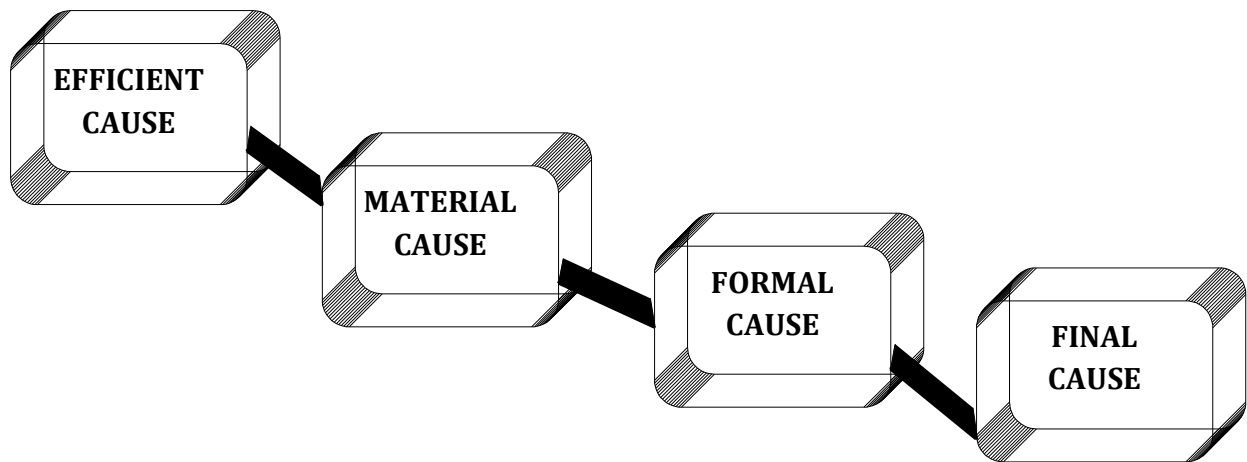 EFFICIENT
CAUSE
MATERIAL
CAUSE
FORMAL
CAUSE
FINAL
CAUSE